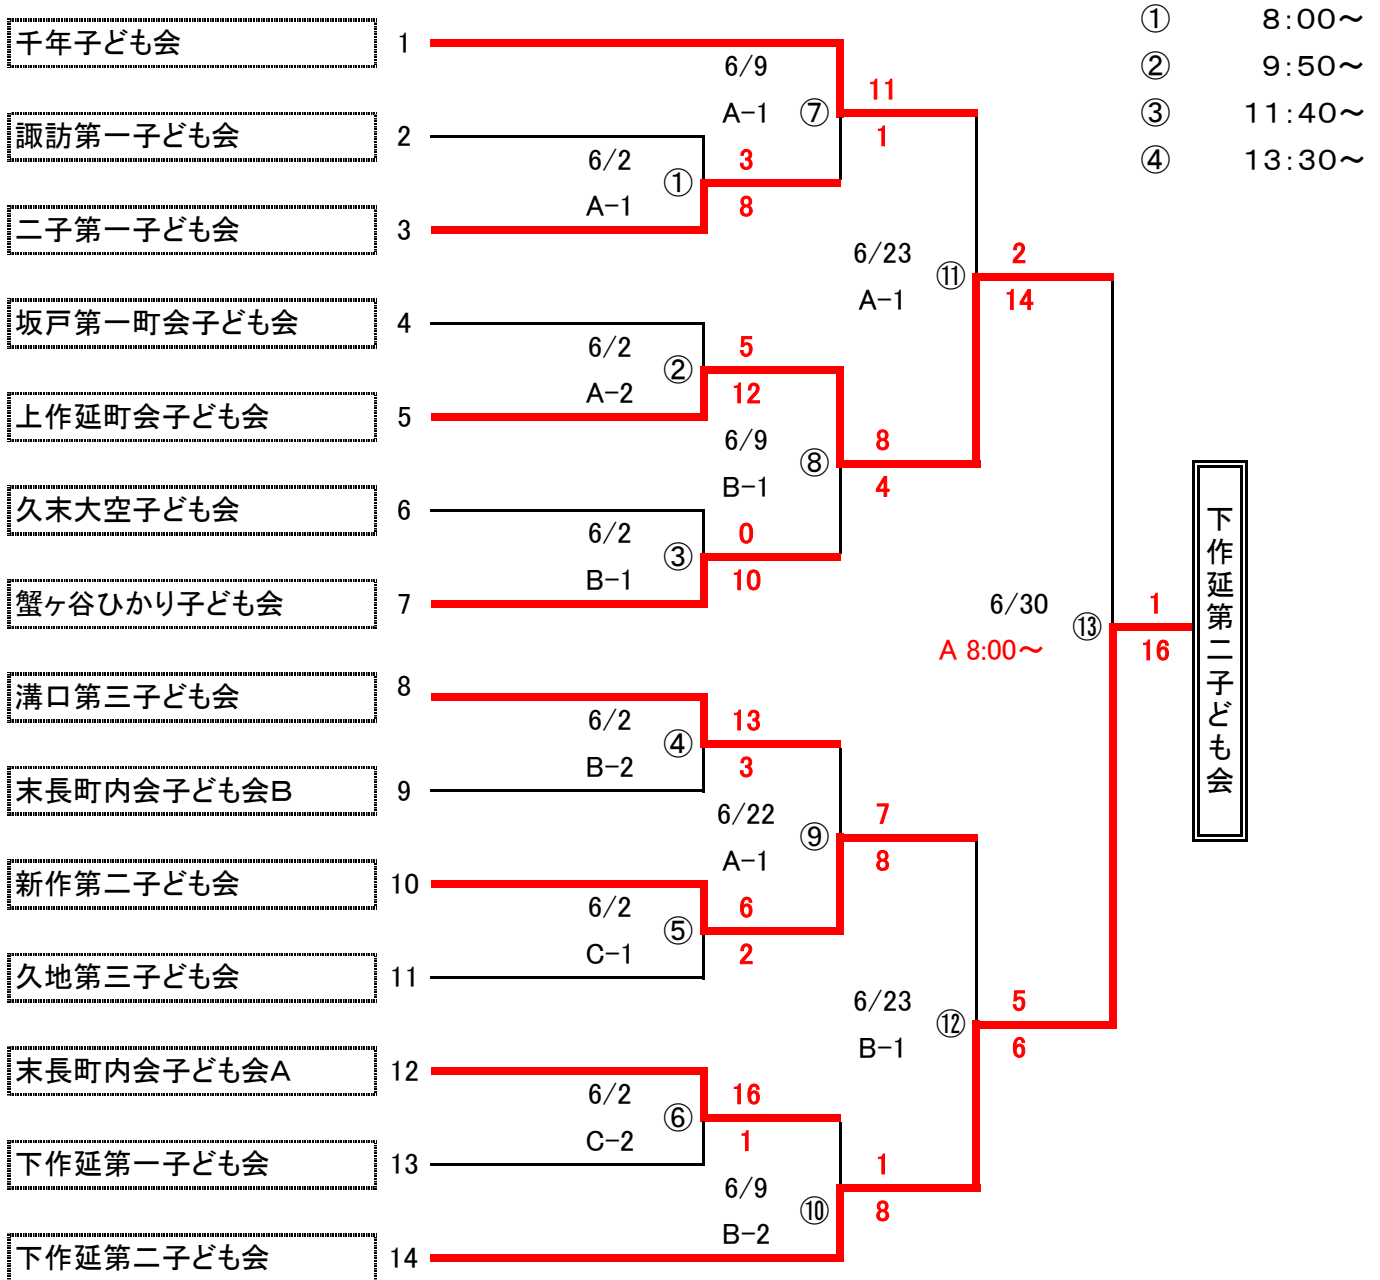 ① 8:00～
千年子ども会 1
6/9
② 9:50～
11
A-1 ⑦
③ 11:40～
諏訪第一子ども会 2
1
6/2
3
④ 13:30～
①
A-1
8
二子第一子ども会 3
6/23
2
⑪
A-1
14
坂戸第一町会子ども会 4
6/2
5
②
A-2
12
上作延町会子ども会 5
6/9
8
⑧
B-1
4
久末大空子ども会 6
6/2
0
③
B-1
10
蟹ヶ谷ひかり子ども会 7
6/30
1
⑬
A 8:00～
16
下作延第二子ども会
溝口第三子ども会 8
6/2
13
④
B-2
3
末長町内会子ども会B 9
6/22
7
⑨
A-1
8
新作第二子ども会 10
6/2
6
⑤
C-1
2
久地第三子ども会 11
6/23
5
⑫
B-1
6
末長町内会子ども会A 12
6/2
16
⑥
C-2
1
下作延第一子ども会 13
6/9
1
⑩
B-2
8
下作延第二子ども会 14